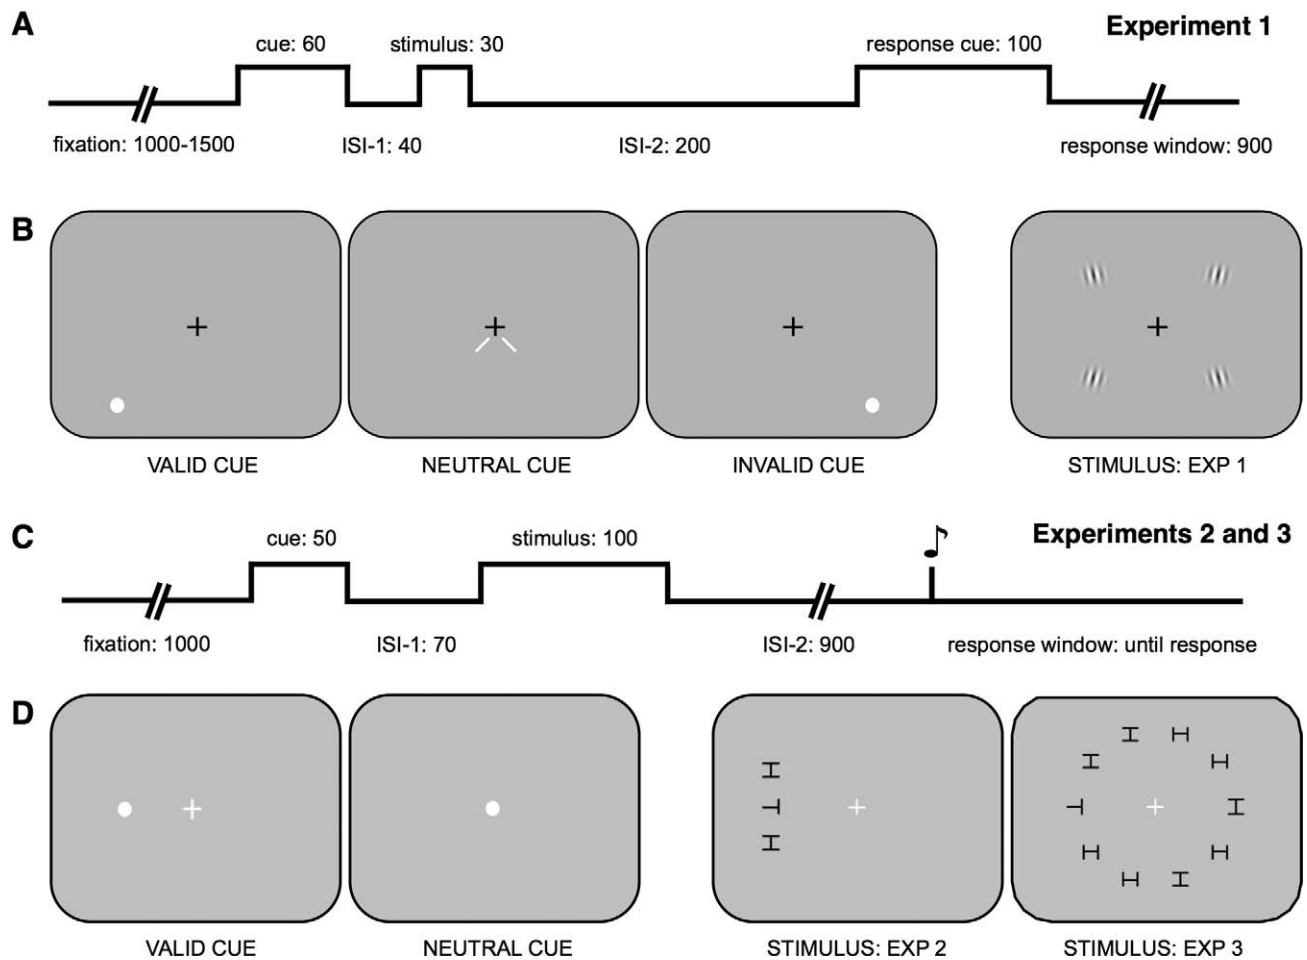 A
Experiment 1
cue: 60
stimulus: 30
response cue: 100
fixation: 1000-1500
ISI-1: 40
ISI-2: 200
response window: 900
B
VALID CUE
NEUTRAL CUE
INVALID CUE
STIMULUS: EXP 1
C
Experiments 2 and 3
cue: 50
stimulus: 100
fixation: 1000
ISI-1: 70
ISI-2: 900
response window: until response
D
VALID CUE
NEUTRAL CUE
STIMULUS: EXP 2
STIMULUS: EXP 3